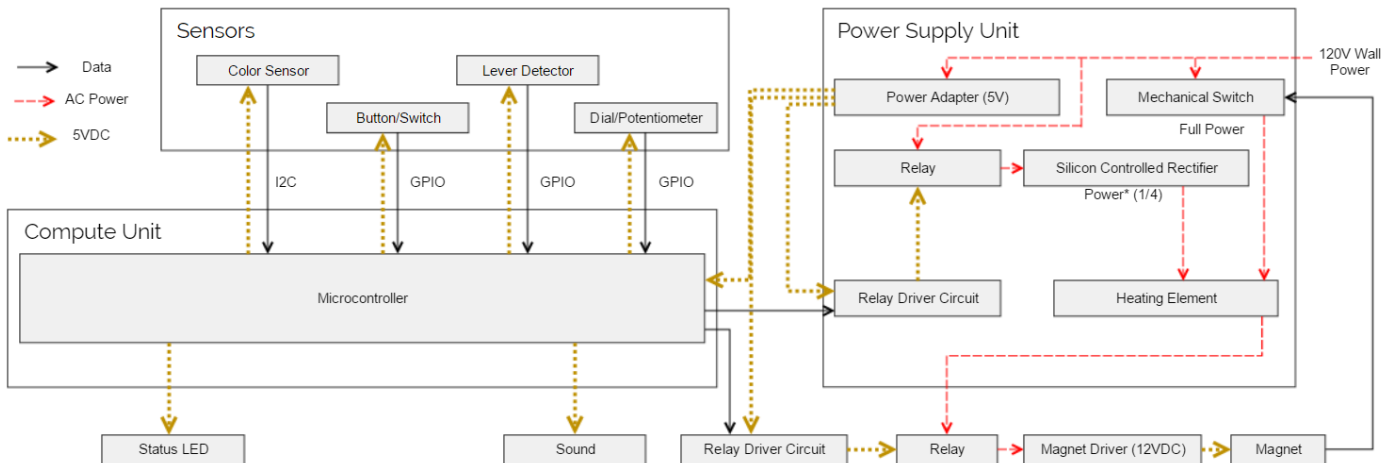 Sensors
Power Supply Unit
Data
AC Power
5VDC
Color Sensor
Lever Detector
Button/Switch
Dial/Potentiometer
120V Wall
Power
Power Adapter (5V)
Mechanical Switch
Full Power
Relay
Silicon Controlled Rectifier
Power* (1/4)
I2C
GPIO
GPIO
GPIO
Compute Unit
Microcontroller
Relay Driver Circuit
Heating Element
Status LED
Sound
Relay Driver Circuit
Relay
Magnet Driver (12VDC)
Magnet